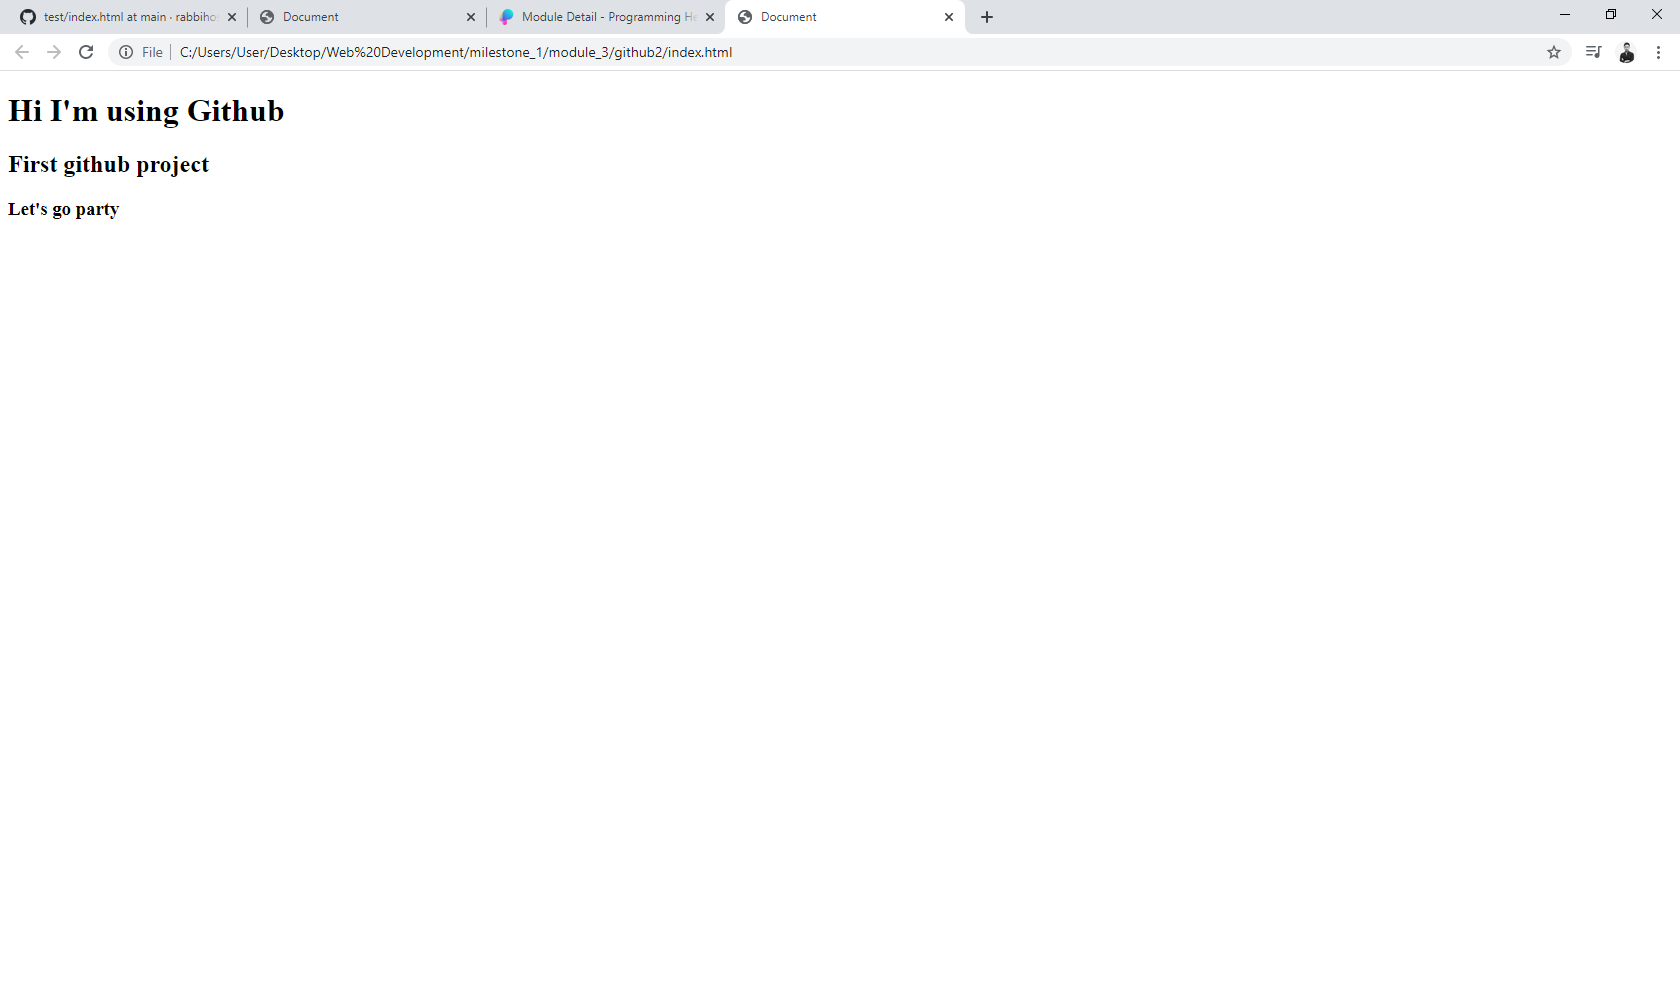 test/index.html at main · rabbiho
Document
Module Detail - Programming He
Document
File
C:/Users/User/Desktop/Web%20Development/milestone_1/module_3/github2/index.html
Hi I'm using Github
First github project
Let's go party